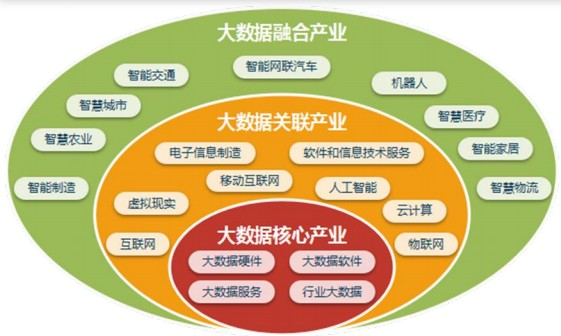 大数据融合产业
智能网联汽车
智能交通
机器人
智慧城市
智慧医疗
智慧农业
智能家居
智能制造
智慧物流
大数据关联产业
电子信息制造
软件和信息技术服务
移动互联网
人工智能
虚拟现实
云计算
互联网
物联网
大数据核心产业
大数据硬件
大数据软件
大数据服务
行业大数据